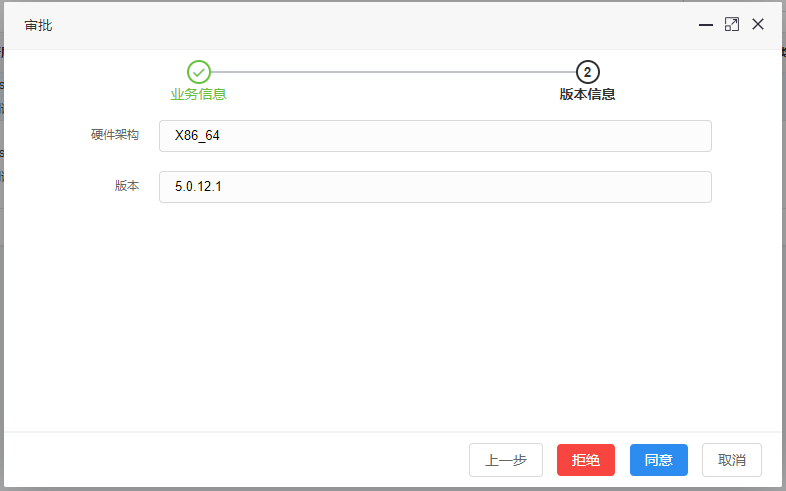 审批
2
业务信息
版本信息
硬件架构
X86_64
版本
5.0.12.1
上一步
拒绝
同意
取消